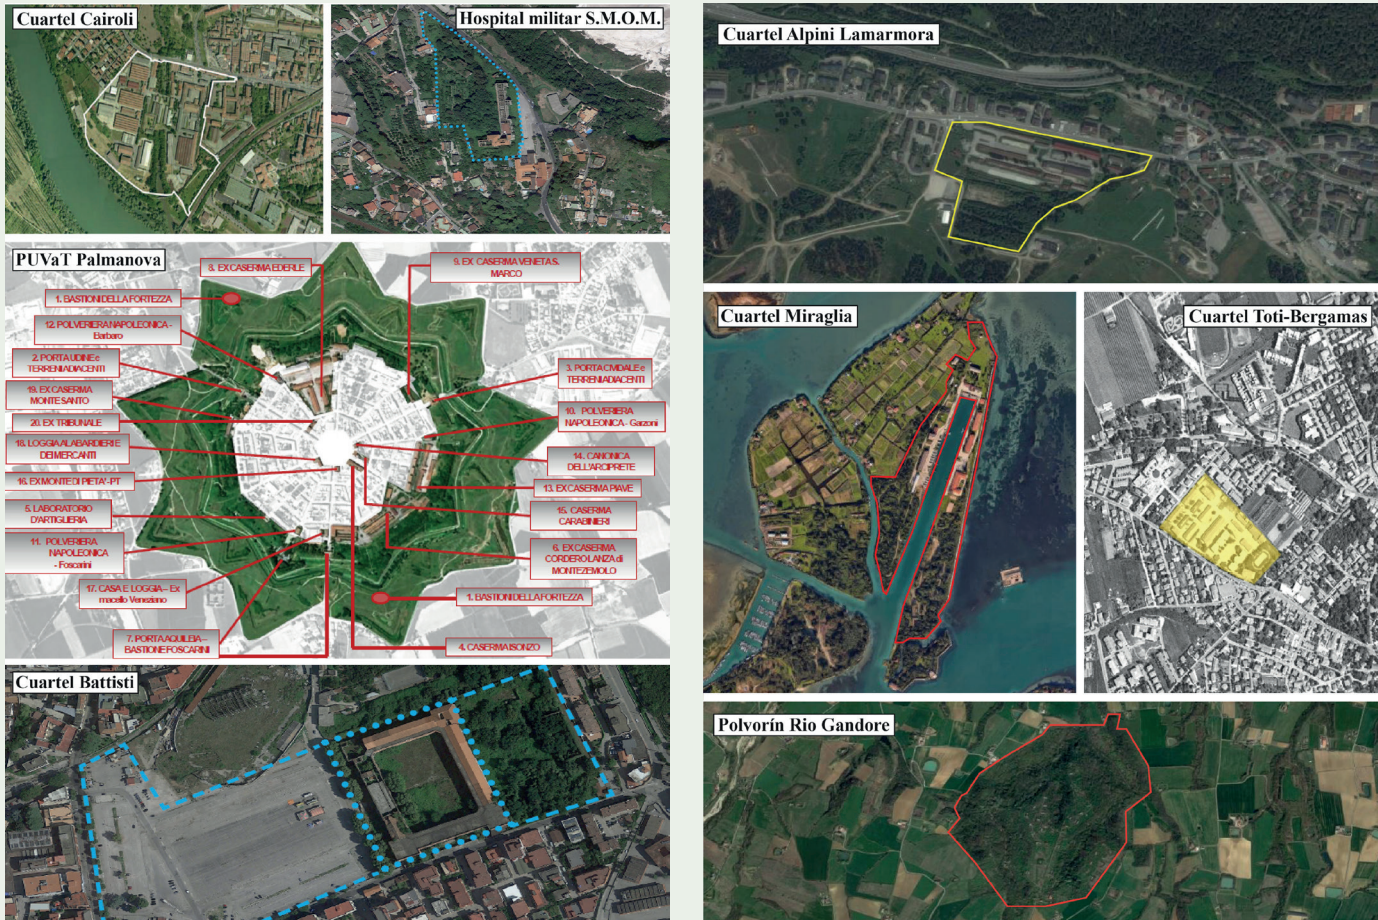 Cuartel Cairoli
Hospital militar S.M.O.M.
PUVaT Palmanova
8. EX CASERMA EDERLE
9. EX CASERMA VENETA S.
MARCO
1. BASTIONI DELLA FORTEZZA
12. POLVERIERA NAPOLEONICA -
Barbaro
2. PORTA UDINE e
TERRENI ADIACENTI
3. PORTA CIVIDALE e
TERRENI ADIACENTI
19. EX CASERMA
MONTESANTO
10. POLVERIERA
NAPOLEONICA - Garzoni
20. EX TRIBUNALE
18. LOGGIA ALABARDIERI E
DEI MERCANTI
14. CANONICA
DELL'ARCIPRETE
16. EX MONTE DI PIETA'-PT
13. EX CASERMA PIAVE
5. LABORATORIO
D'ARTIGLIERIA
15. CASERMA
CARABINIERI
11. POLVERIERA
NAPOLEONICA
- Foscarini
6. EX CASERMA
CORDERO LANZA di
MONTEZEMOLO
17. CASA E LOGGIA – Ex
macello Veneziano
1. BASTIONI DELLA FORTEZZA
7. PORTA AQUILEIA –
BASTIONE FOSCARINI
4. CASERMA ISONZO
Cuartel Battisti
Cuartel Alpini Lamarmora
Cuartel Miraglia
Cuartel Toti-Bergamas
Polvorín Rio Gandore